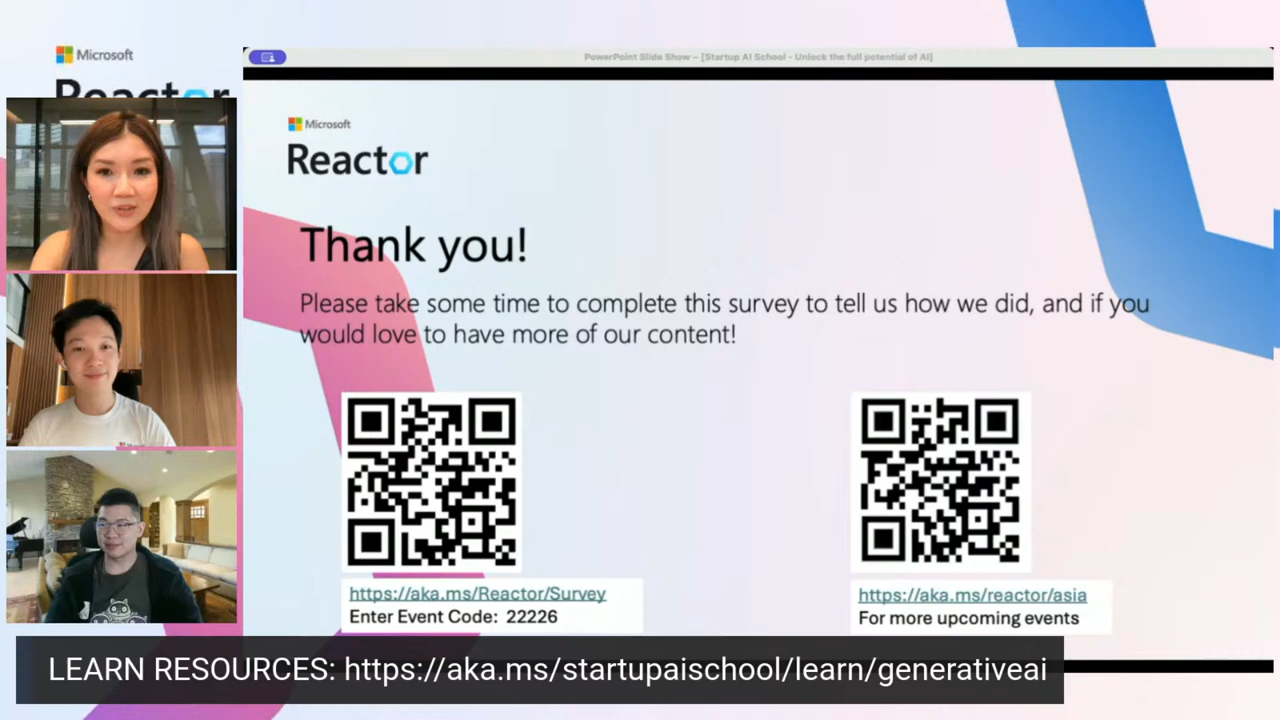 Microsoft
Reactor
PowerPoint Slide Show – [Startup AI School - Unlock the full potential of AI]
Microsoft
Reactor
Thank you!
Please take some time to complete this survey to tell us how we did, and if you
would love to have more of our content!
https://aka.ms/Reactor/Survey
Enter Event Code: 22226
https://aka.ms/reactor/asia
For more upcoming events
LEARN RESOURCES: https://aka.ms/startupaischool/learn/generativeai